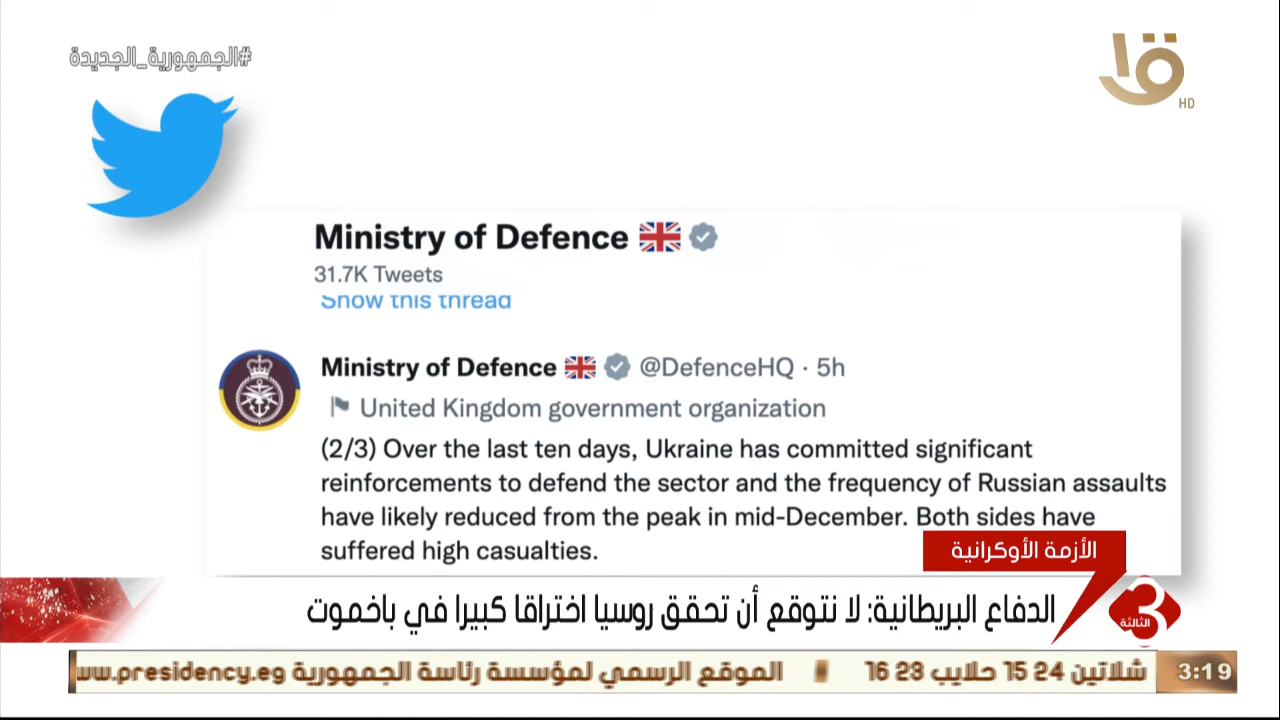 #الجمهورية_الجديدة
HD
Ministry of Defence
31.7K Tweets
Show this thread
Ministry of Defence @DefenceHQ · 5h
United Kingdom government organization
(2/3) Over the last ten days, Ukraine has committed significant
reinforcements to defend the sector and the frequency of Russian assaults
have likely reduced from the peak in mid-December. Both sides have
suffered high casualties.
الأزمة الأوكرانية
الدفاع البريطانية: لا نتوقع أن تحقق روسيا اختراقا كبيرا في باخموت
3 الثالثة
شلاتين 24 15 حلايب 23 16 الموقع الرسمي لمؤسسة رئاسة الجمهورية www.presidency.eg
3:19